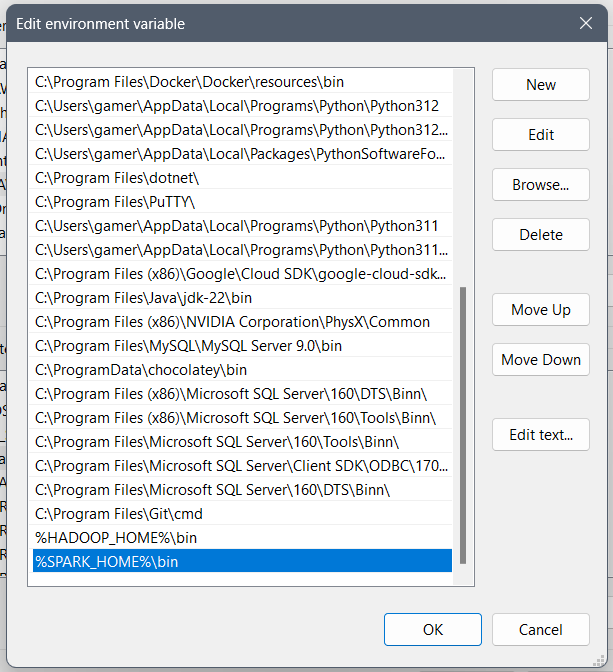 Edit environment variable
C:\Program Files\Docker\Docker\resources\bin
C:\Users\gamer\AppData\Local\Programs\Python\Python312
C:\Users\gamer\AppData\Local\Programs\Python\Python312...
C:\Users\gamer\AppData\Local\Packages\PythonSoftwareFo...
C:\Program Files\dotnet\
C:\Program Files\PuTTY\
C:\Users\gamer\AppData\Local\Programs\Python\Python311
C:\Users\gamer\AppData\Local\Programs\Python\Python311...
C:\Program Files (x86)\Google\Cloud SDK\google-cloud-sdk...
C:\Program Files\Java\jdk-22\bin
C:\Program Files (x86)\NVIDIA Corporation\PhysX\Common
C:\Program Files\MySQL\MySQL Server 9.0\bin
C:\ProgramData\chocolatey\bin
C:\Program Files (x86)\Microsoft SQL Server\160\DTS\Binn\
C:\Program Files (x86)\Microsoft SQL Server\160\Tools\Binn\
C:\Program Files\Microsoft SQL Server\160\Tools\Binn\
C:\Program Files\Microsoft SQL Server\Client SDK\ODBC\170...
C:\Program Files\Microsoft SQL Server\160\DTS\Binn\
C:\Program Files\Git\cmd
%HADOOP_HOME%\bin
%SPARK_HOME%\bin
New
Edit
Browse...
Delete
Move Up
Move Down
Edit text...
OK
Cancel